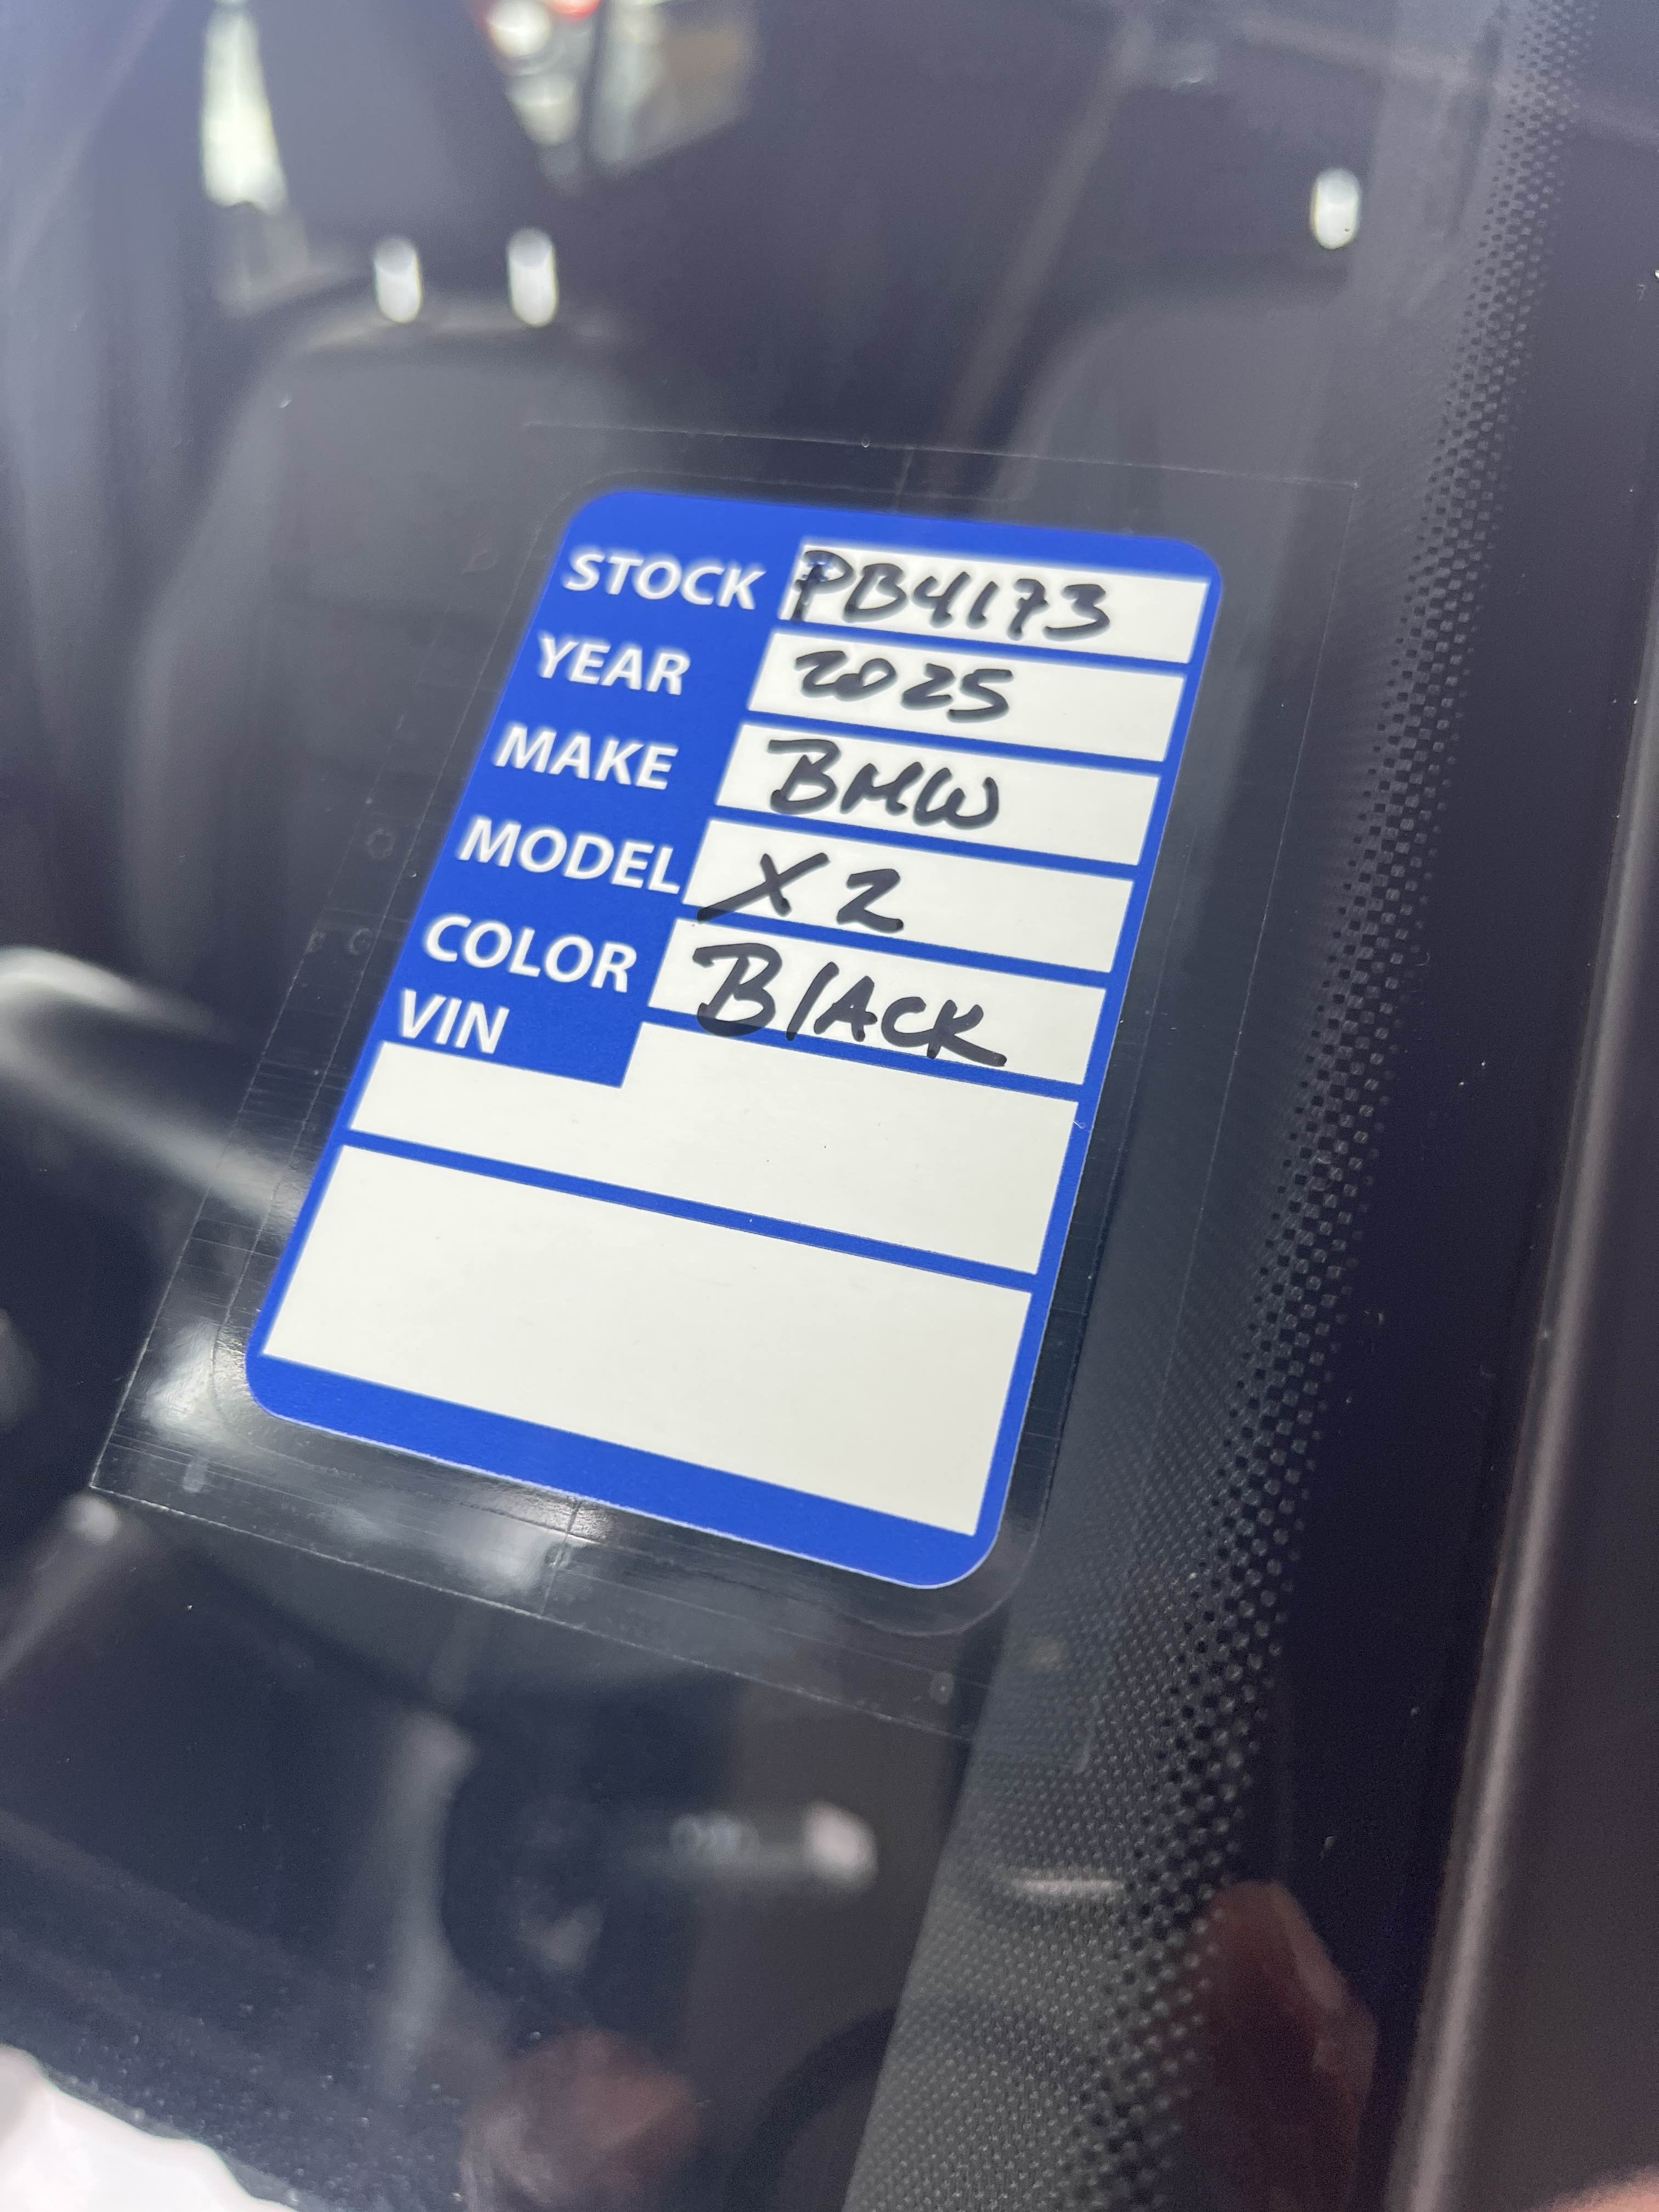 STOCK PB4173
YEAR 2025
MAKE BMW
MODEL X2
COLOR BlACK
VIN